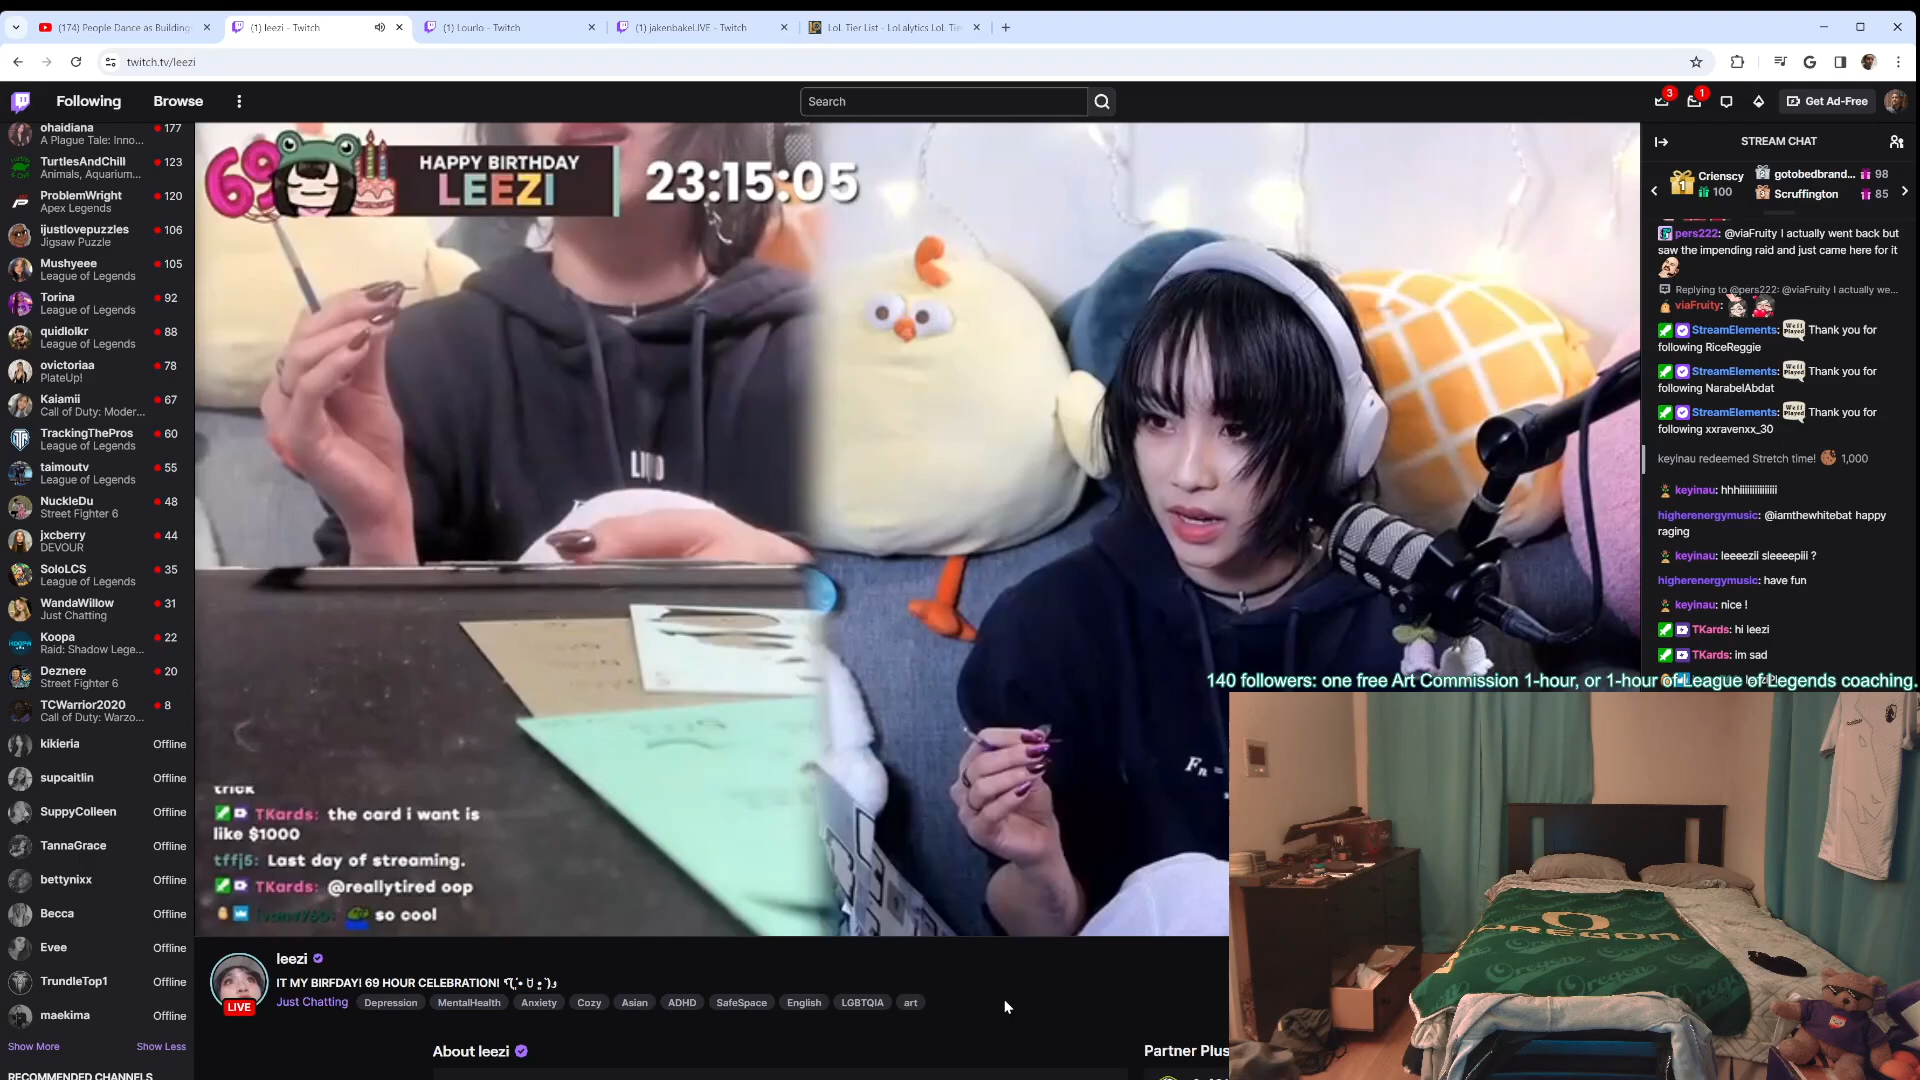 (174) People Dance as Building
(1) leezi - Twitch
(1) Lourlo - Twitch
(1) jakenbakeLIVE - Twitch
LoL Tier List - LoLalytics LoL Tie
twitch.tv/leezi
Following
Browse
Search
3
1
Get Ad-Free
ohaidiana
177
A Plague Tale: Inno...
TurtlesAndChill
123
Animals, Aquarium...
ProblemWright
120
Apex Legends
ijustlovepuzzles
106
Jigsaw Puzzle
Mushyeee
105
League of Legends
Torina
92
League of Legends
quidlolkr
88
League of Legends
ovictoriaa
78
PlateUp!
Kaiamii
67
Call of Duty: Moder...
TrackingThePros
60
League of Legends
taimoutv
55
League of Legends
NuckleDu
48
Street Fighter 6
jxcberry
44
DEVOUR
SoloLCS
35
League of Legends
WandaWillow
31
Just Chatting
Koopa
22
Raid: Shadow Lege...
Deznere
20
Street Fighter 6
TCWarrior2020
8
Call of Duty: Warzo...
kikieria
Offline
supcaitlin
Offline
SuppyColleen
Offline
TannaGrace
Offline
bettynixx
Offline
Becca
Offline
Evee
Offline
TrundleTop1
Offline
maekima
Offline
Show More
Show Less
RECOMMENDED CHANNELS
69
HAPPY BIRTHDAY
LEEZI
23:15:05
trick
TKards: the card i want is
like $1000
tffj5: Last day of streaming.
TKards: @reallytired oop
so cool
leezi
LIVE
IT MY BIRFDAY! 69 HOUR CELEBRATION!
Just Chatting
Depression
MentalHealth
Anxiety
Cozy
Asian
ADHD
SafeSpace
English
LGBTQIA
art
About leezi
Partner Plus
STREAM CHAT
1
Crienscy
100
gotobedbrand...
98
Scruffington
85
pers222: @viaFruity I actually went back but
saw the impending raid and just came here for it
Replying to @pers222: @viaFruity I actually we...
viaFruity:
StreamElements: Well Played Thank you for
following RiceReggie
StreamElements: Well Played Thank you for
following NarabelAbdat
StreamElements: Well Played Thank you for
following xxravenxx_30
keyinau redeemed Stretch time! 1,000
keyinau: hhhiiiiiiiiiiiiiii
higherenergymusic: @iamthewhitebat happy
raging
keyinau: leeeezii sleeeepiii ?
higherenergymusic: have fun
keyinau: nice !
TKards: hi leezi
TKards: im sad
140 followers: one free Art Commission 1-hour, or 1-hour of League of Legends coaching.
O
OREGON